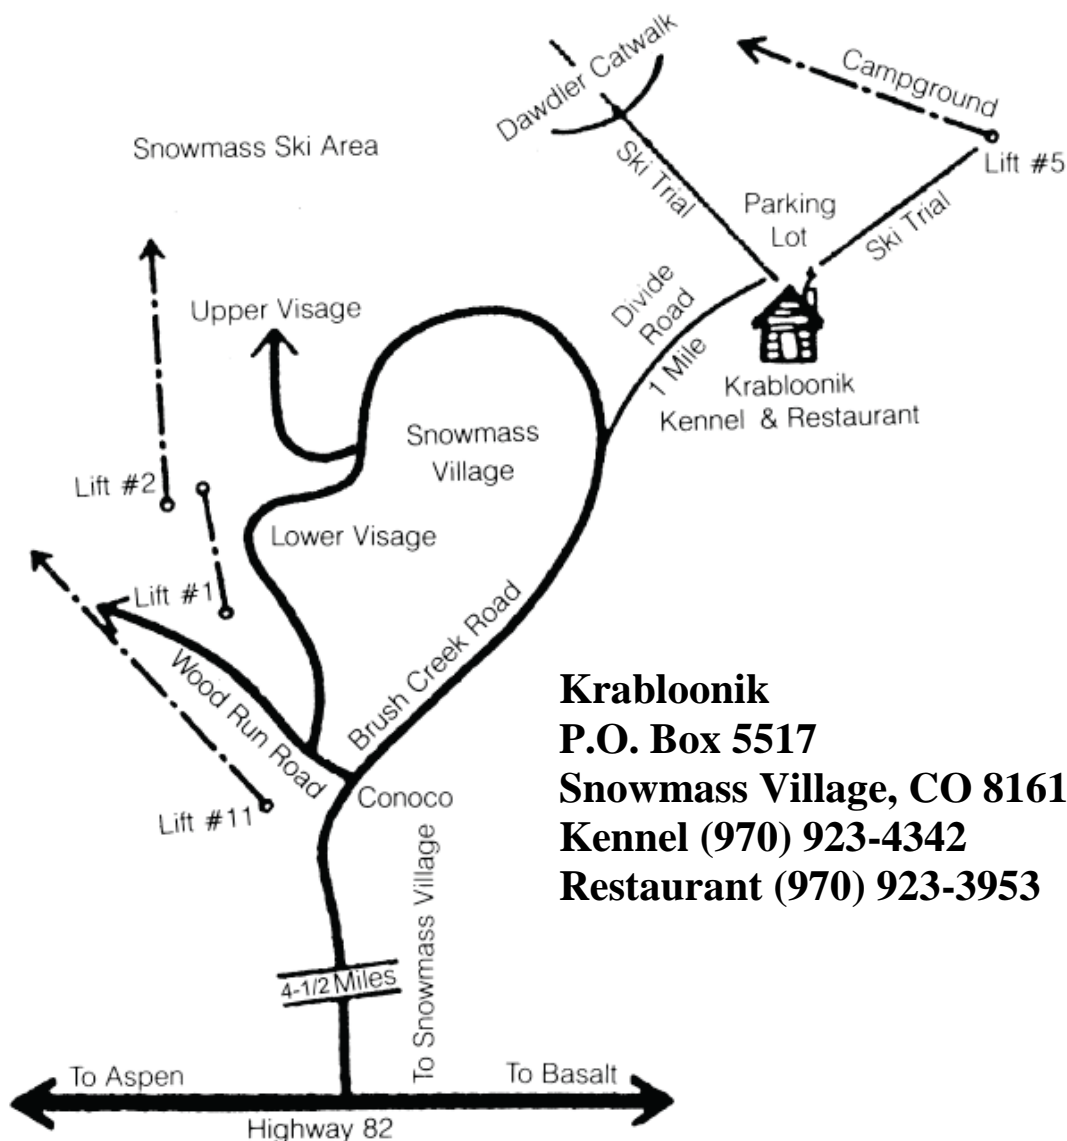 Dawdler Catwalk
Campground
Snowmass Ski Area
Lift #5
Ski Trial
Parking
Lot
Ski Trial
Divide
Road
1 Mile
Upper Visage
Krabloonik
Kennel & Restaurant
Snowmass
Village
Lift #2
Lower Visage
Lift #1
Wood Run Road
Brush Creek Road
Krabloonik
P.O. Box 5517
Snowmass Village, CO 8161
Kennel (970) 923-4342
Restaurant (970) 923-3953
Conoco
Lift #11
To Snowmass Village
4-1/2 Miles
To Aspen
To Basalt
Highway 82